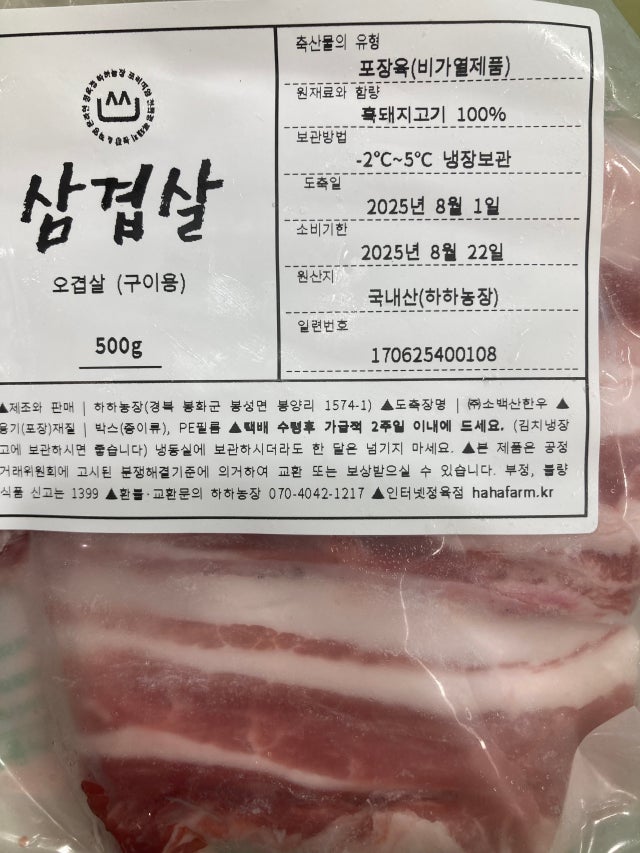 삼겹살
오겹살 (구이용)
500g
축산물의 유형
포장육(비가열제품)
원재료와 함량
흑돼지고기 100%
보관방법
-2℃~5℃ 냉장보관
도축일
2025년 8월 1일
소비기한
2025년 8월 22일
원산지
국내산(하하농장)
일련번호
170625400108
▲제조와 판매 | 하하농장(경북 봉화군 봉성면 봉양리 1574-1) ▲도축장명 | ㈜소백산한우 ▲
용기(포장)재질 | 박스(종이류), PE필름 ▲택배 수령후 가급적 2주일 이내에 드세요. (김치냉장
고에 보관하시면 좋습니다) 냉동실에 보관하시더라도 한 달은 넘기지 마세요. ▲본 제품은 공정
거래위원회에 고시된 분쟁해결기준에 의거하여 교환 또는 보상받으실 수 있습니다. 부정, 불량
식품 신고는 1399 ▲환불·교환문의 하하농장 070-4042-1217 ▲인터넷정육점 hahafarm.kr